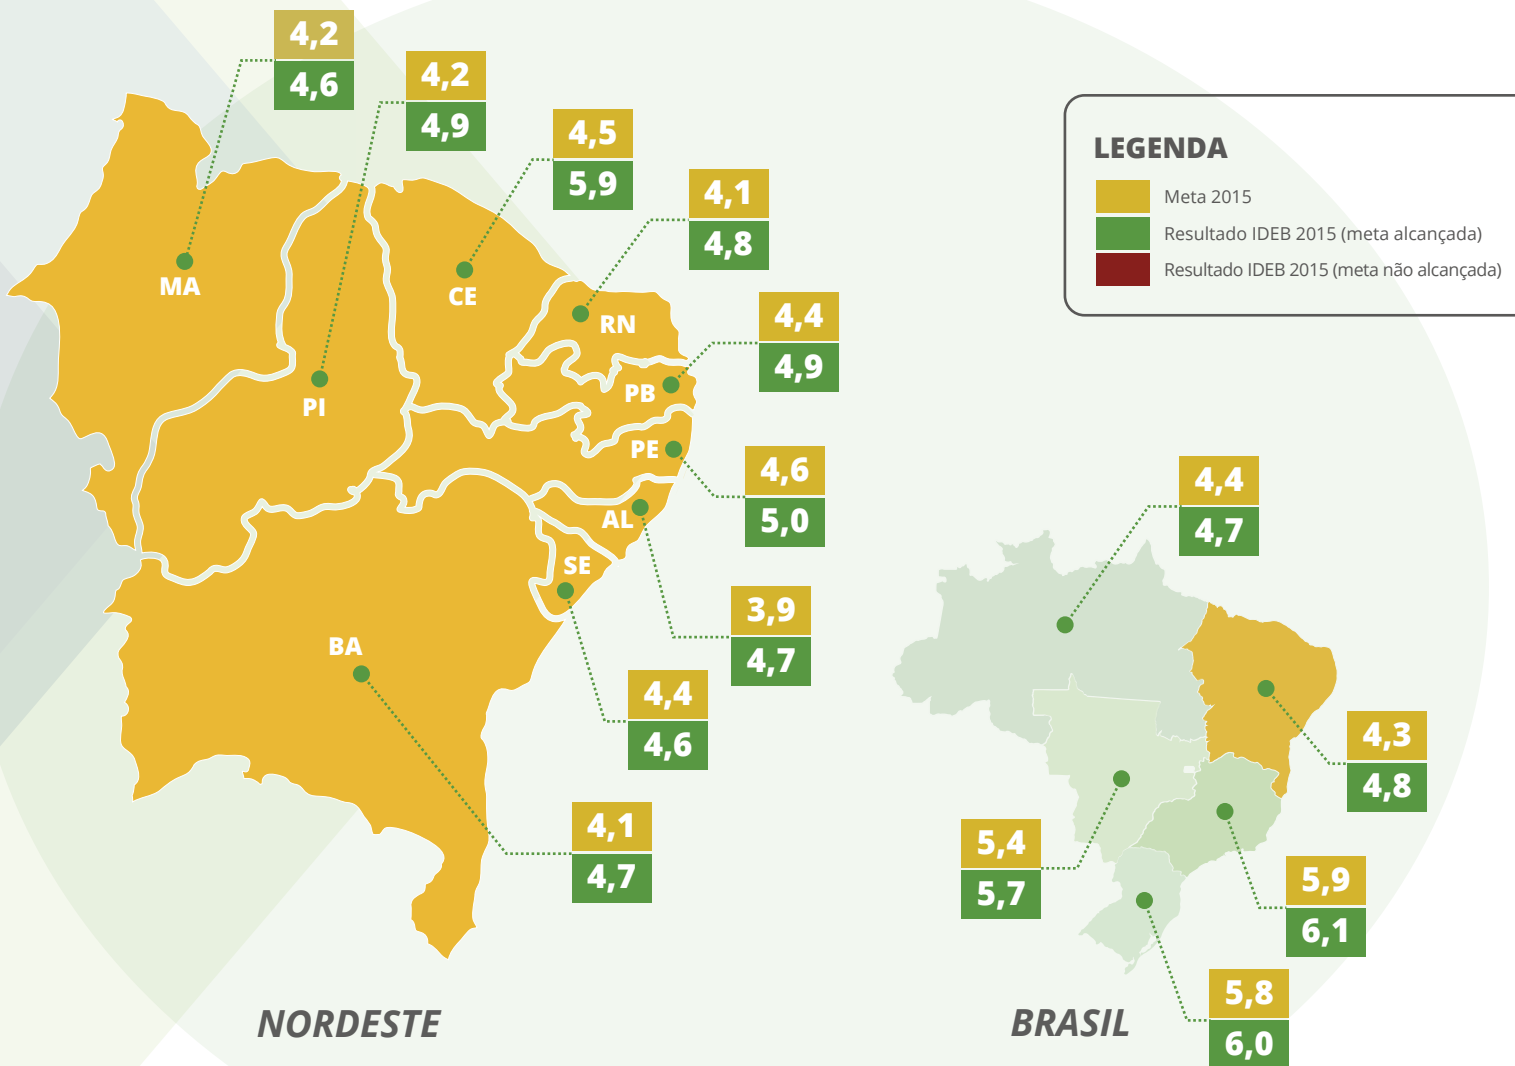 4,2
4,6
4,2
4,9
4,5
5,9
4,1
4,8
LEGENDA
Meta 2015
Resultado IDEB 2015 (meta alcançada)
Resultado IDEB 2015 (meta não alcançada)
MA
CE
RN
4,4
4,9
PI
PB
PE
4,6
5,0
AL
SE
3,9
4,7
BA
4,4
4,6
4,1
4,7
NORDESTE
4,4
4,7
4,3
4,8
5,4
5,7
5,9
6,1
5,8
6,0
BRASIL